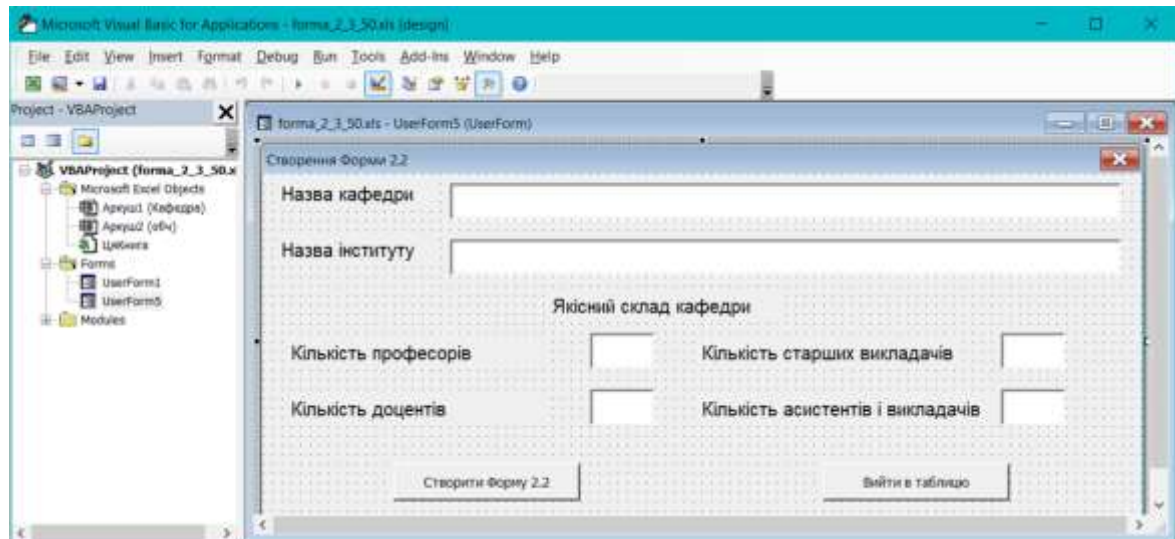 Microsoft Visual Basic for Applications - forma_2_3_50.xls [design]
File Edit View Insert Format Debug Run Tools Add-Ins Window Help
Project - VBAProject
VBAProject (forma_2_3_50.x
Microsoft Excel Objects
Аркуш1 (Кафедра)
Аркуш2 (обч)
ЦяКнига
Forms
UserForm1
UserForm5
Modules
forma_2_3_50.xls - UserForm5 (UserForm)
Створення Форми 2.2
Назва кафедри
Назва інституту
Якісний склад кафедри
Кількість професорів
Кількість старших викладачів
Кількість доцентів
Кількість асистентів і викладачів
Створити Форму 2.2
Вийти в таблицю